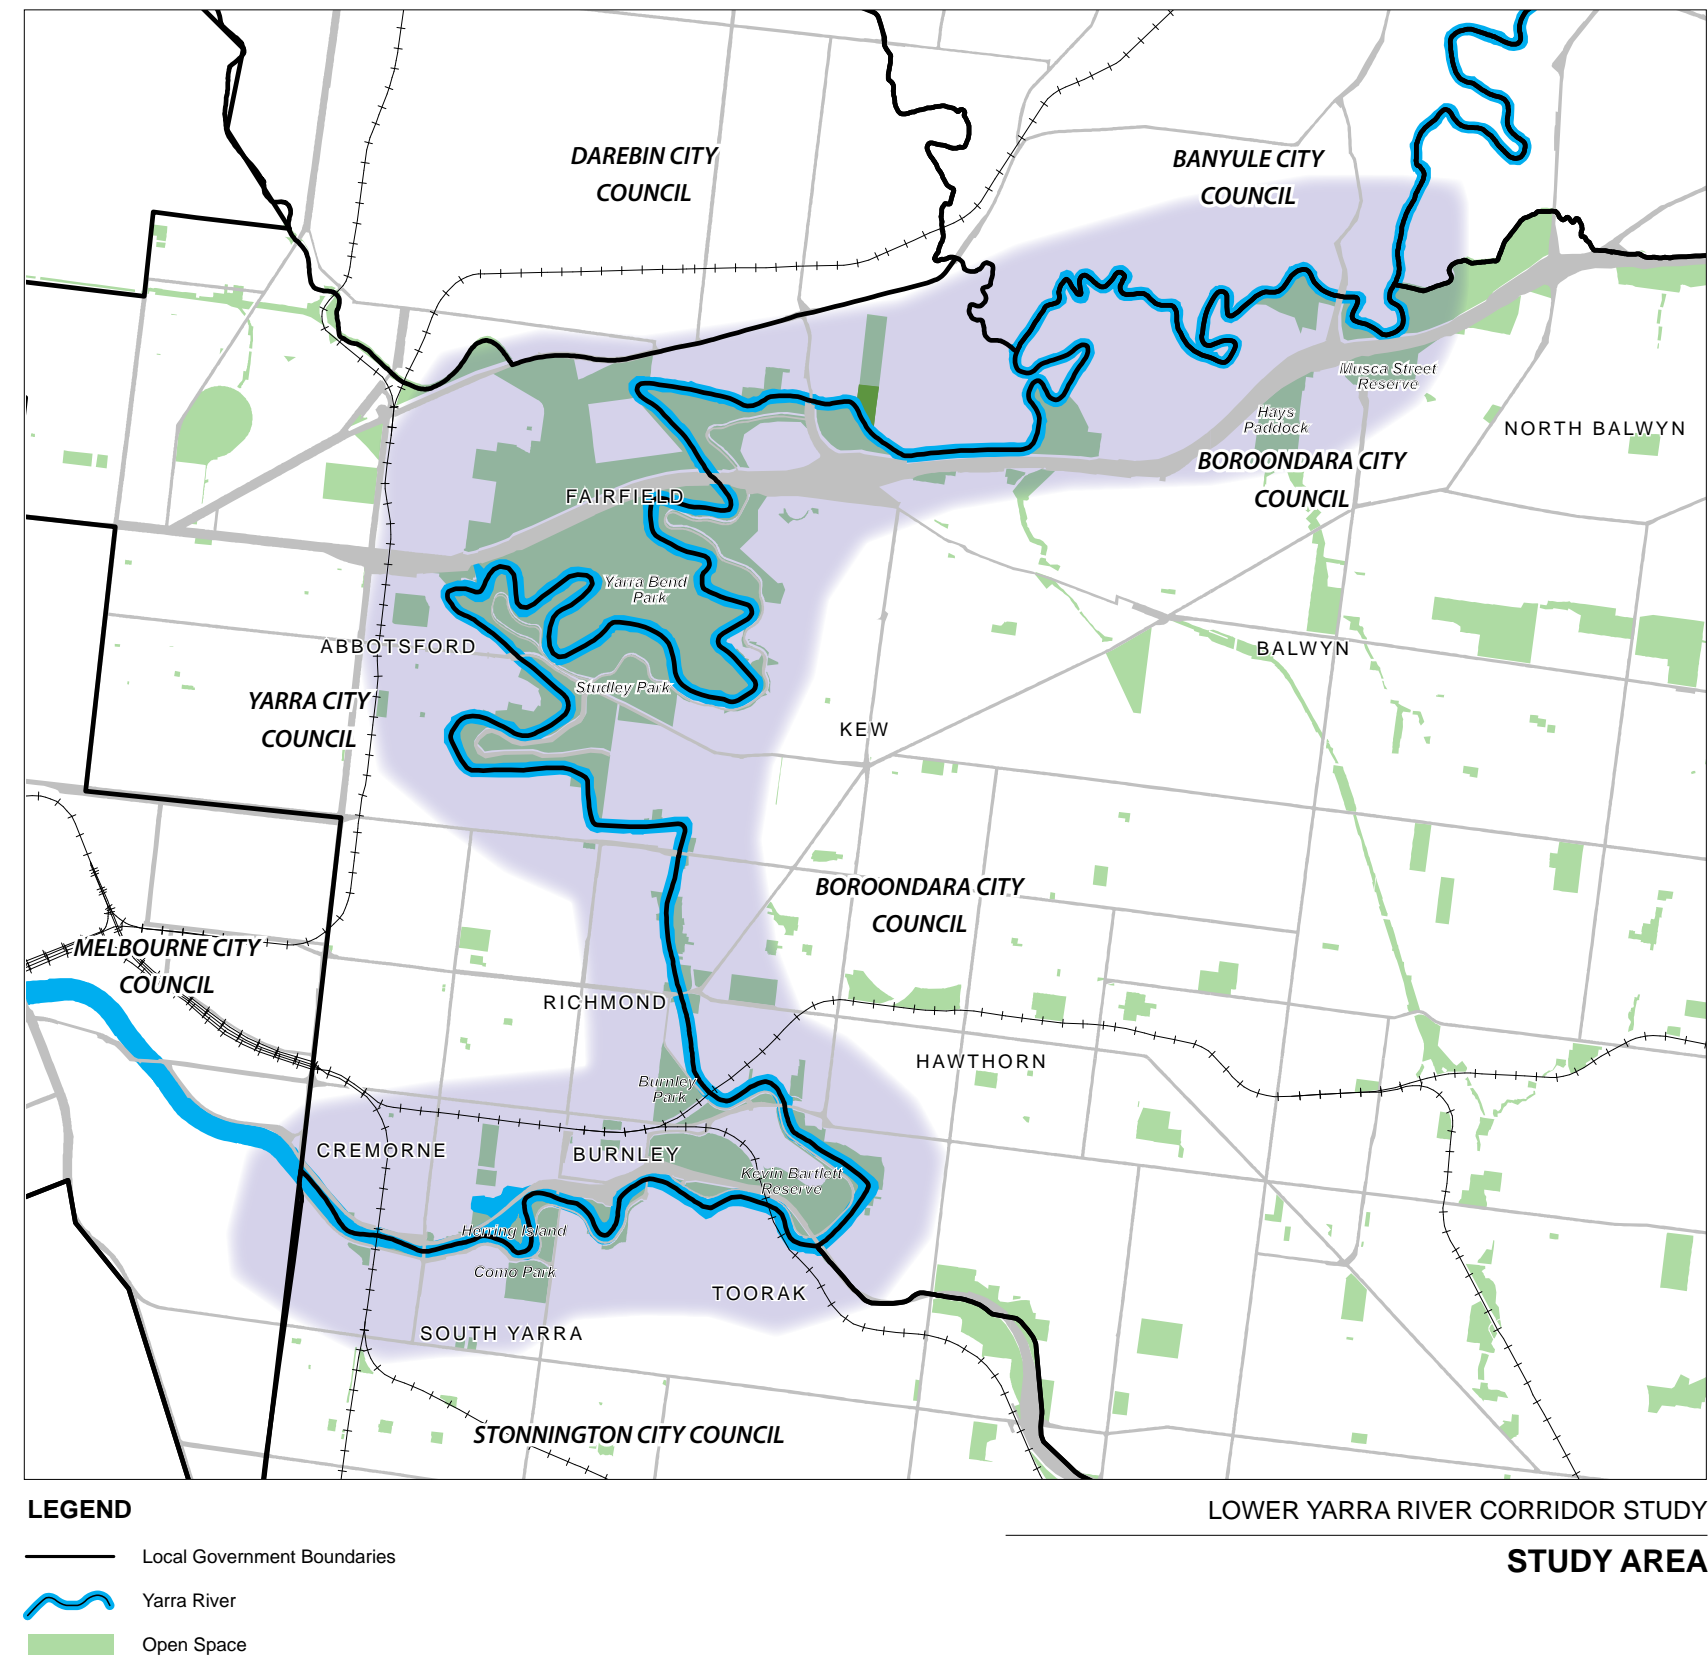 DAREBIN CITY
COUNCIL
BANYULE CITY
COUNCIL
Musca Street
Reserve
Hays
Paddock
NORTH BALWYN
BOROONDARA CITY
COUNCIL
FAIRFIELD
Yarra Bend
Park
ABBOTSFORD
BALWYN
Studley Park
YARRA CITY
COUNCIL
KEW
BOROONDARA CITY
COUNCIL
MELBOURNE CITY
COUNCIL
RICHMOND
HAWTHORN
Burnley
Park
CREMORNE
BURNLEY
Kevin Bartlett
Reserve
Herring Island
Como Park
TOORAK
SOUTH YARRA
STONNINGTON CITY COUNCIL
LEGEND
Local Government Boundaries
Yarra River
Open Space
LOWER YARRA RIVER CORRIDOR STUDY
STUDY AREA